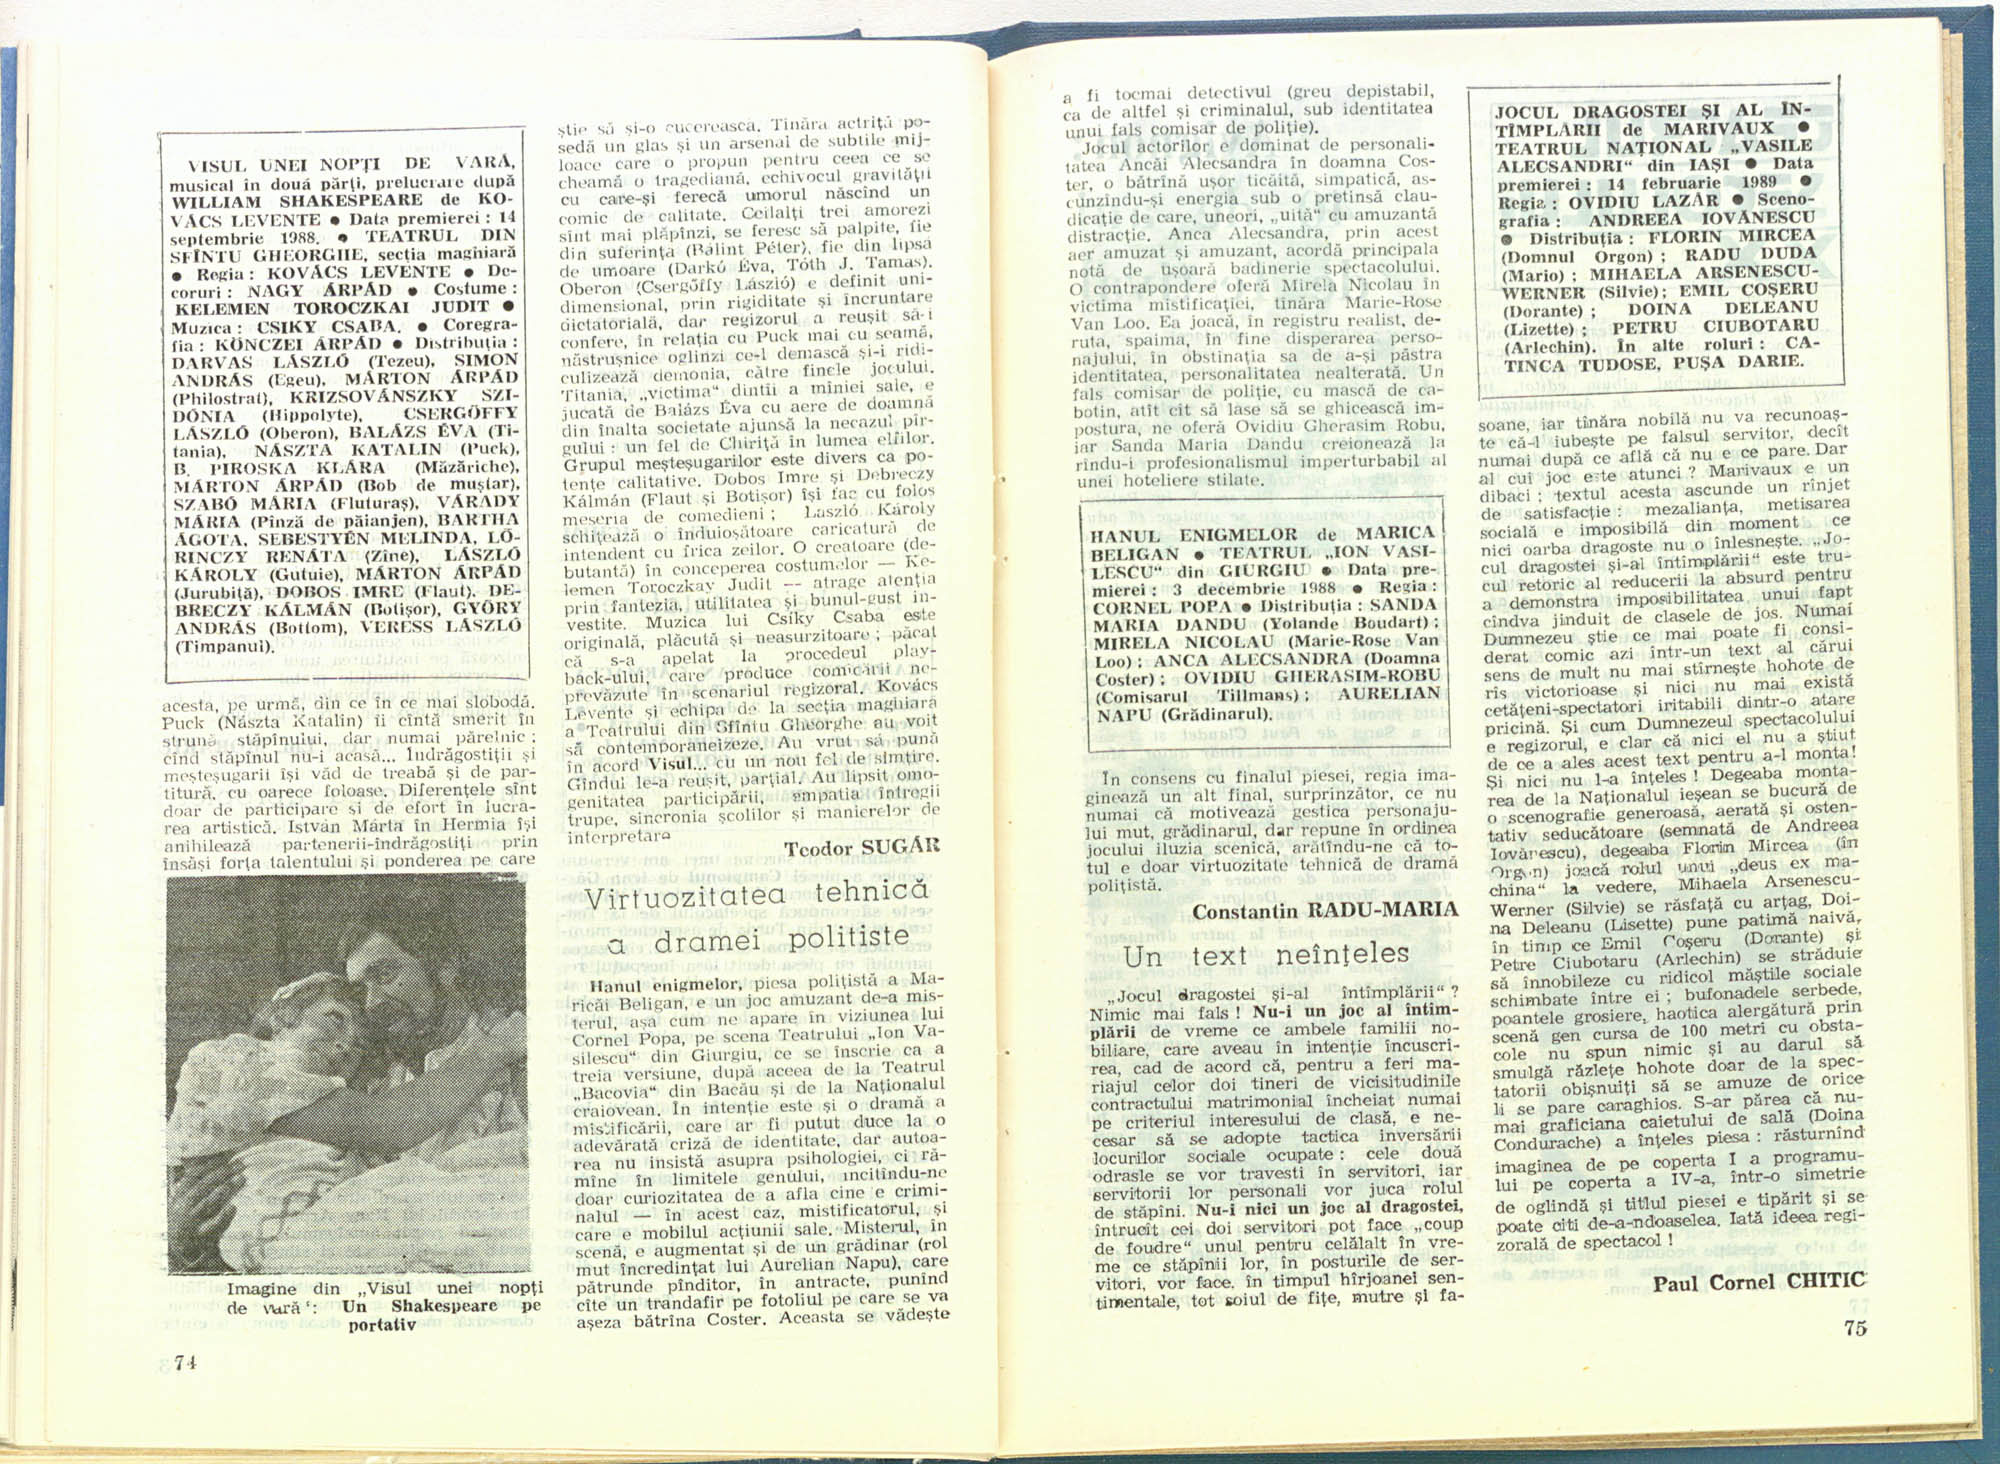 VISUL UNEI NOPȚI DE VARĂ,
musical în două părți, prelucrare după
WILLIAM SHAKESPEARE de KO-
VÁCS LEVENTE ● Data premierei : 14
septembrie 1988. ● TEATRUL DIN
SFÎNTU GHEORGHE, secția maghiară
● Regia : KOVÁCS LEVENTE ● De-
coruri : NAGY ÁRPÁD ● Costume :
KELEMEN TOROCZKAI JUDIT ●
Muzica : CSIKY CSABA. ● Coregra-
fia : KÖNCZEI ÁRPÁD ● Distribuția :
DARVAS LÁSZLÓ (Tezeu), SIMON
ANDRÁS (Egeu), MÁRTON ÁRPÁD
(Philostrat), KRIZSOVÁNSZKY SZI-
DÓNIA (Hippolyte), CSERGÖFFY
LÁSZLÓ (Oberon), BALÁZS ÉVA (Ti-
tania), NÁSZTA KATALIN (Puck),
B. PIROSKA KLÁRA (Măzăriche),
MÁRTON ÁRPÁD (Bob de muștar),
SZABÓ MÁRIA (Fluturaș), VÁRADY
MÁRIA (Pînză de păianjen), BARTHA
ÁGOTA, SEBESTYÉN MELINDA, LŐ-
RINCZY RENÁTA (Zîne), LÁSZLÓ
KÁROLY (Gutuie), MÁRTON ÁRPÁD
(Jurubiță), DOBOS IMRE (Flaut), DE-
BRECZY KÁLMÁN (Botișor), GYÖRY
ANDRÁS (Bottom), VERESS LÁSZLÓ
(Timpanui).
acesta, pe urmă, din ce în ce mai slobodă.
Puck (Nászta Katalin) îi cîntă smerit în
strună stăpînului, dar numai părelnic ;
cînd stăpînul nu-i acasă... Îndrăgostiții și
meșteșugarii își văd de treabă și de par-
titură, cu oarece foloase. Diferențele sînt
doar de participare și de efort în lucra-
rea artistică. István Márta în Hermia își
anihilează partenerii-îndrăgostiți prin
însăși forța talentului și ponderea pe care
Imagine din „Visul unei nopți
de vară“: Un Shakespeare pe
portativ
74
știe să și-o cucerească. Tînăra actriță po-
sedă un glas și un arsenal de subtile mij-
loace care o propun pentru ceea ce se
cheamă o tragediană, echivocul gravității
cu care-și ferecă umorul născînd un
comic de calitate. Ceilalți trei amorezi
sînt mai plăpînzi, se feresc să palpite, fie
din suferință (Bálint Péter), fie din lipsă
de umoare (Darkó Éva, Tóth J. Tamas).
Oberon (Csergőffy László) e definit uni-
dimensional, prin rigiditate și încruntare
dictatorială, dar regizorul a reușit să-i
confere, în relația cu Puck mai cu seamă,
năstrușnice oglinzi ce-l demască și-i ridi-
culizează demonia, către finele jocului.
Titania, „victima“ dintîi a mîniei sale, e
jucată de Balázs Éva cu aere de doamnă
din înalta societate ajunsă la necazul pîr-
gului : un fel de Chirița în lumea elfilor.
Grupul meșteșugarilor este divers ca po-
tențe calitative. Dobos Imre și Debreczy
Kálmán (Flaut și Botișor) își fac cu folos
meseria de comedieni ; László Károly
schițează o înduioșătoare caricatură de
intendent cu frica zeilor. O creatoare (de-
butantă) în conceperea costumelor — Ke-
lemen Toroczkay Judit — atrage atenția
prin fantezia, utilitatea și bunul-gust in-
vestite. Muzica lui Csiky Csaba este
originală, plăcută și neasurzitoare ; păcat
că s-a apelat la procedeul play-
back-ului, care produce comicării ne-
prevăzute în scenariul regizoral. Kovács
Levente și echipa de la secția maghiară
a Teatrului din Sfîntu Gheorghe au voit
să contemporaneizeze. Au vrut să pună
în acord Visul... cu un nou fel de simțire.
Gîndul le-a reușit, parțial. Au lipsit omo-
genitatea participării, empatia întregii
trupe, sincronia școlilor și manierelor de
interpretare
Teodor SUGÁR
Virtuozitatea tehnică
a dramei polițiste
Hanul enigmelor, piesa polițistă a Ma-
ricăi Beligan, e un joc amuzant de-a mis-
terul, așa cum ne apare în viziunea lui
Cornel Popa, pe scena Teatrului „Ion Va-
silescu“ din Giurgiu, ce se înscrie ca a
treia versiune, după aceea de la Teatrul
„Bacovia“ din Bacău și de la Naționalul
craiovean. În intenție este și o dramă a
mistificării, care ar fi putut duce la o
adevărată criză de identitate, dar autoa-
rea nu insistă asupra psihologiei, ci ră-
mîne în limitele genului, incitîndu-ne
doar curiozitatea de a afla cine e crimi-
nalul — în acest caz, mistificatorul, și
care e mobilul acțiunii sale. Misterul, în
scenă, e augmentat și de un grădinar (rol
mut încredințat lui Aurelian Napu), care
pătrunde pînditor, în antracte, punînd
cîte un trandafir pe fotoliul pe care se va
așeza bătrîna Coster. Aceasta se vădește
a fi tocmai detectivul (greu depistabil,
ca de altfel și criminalul, sub identitatea
unui fals comisar de poliție).
Jocul actorilor e dominat de personali-
tatea Ancăi Alecsandra în doamna Cos-
ter, o bătrînă ușor ticăită, simpatică, as-
cunzîndu-și energia sub o pretinsă clau-
dicație de care, uneori, „uită“ cu amuzantă
distracție. Anca Alecsandra, prin acest
aer amuzat și amuzant, acordă principala
notă de ușoară badinerie spectacolului.
O contrapondere oferă Mirela Nicolau în
victima mistificației, tînăra Marie-Rose
Van Loo. Ea joacă, în registru realist, de-
ruta, spaima, în fine disperarea perso-
najului, în obstinația sa de a-și păstra
identitatea, personalitatea nealterată. Un
fals comisar de poliție, cu mască de ca-
botin, atît cît să lase să se ghicească im-
postura, ne oferă Ovidiu Gherasim Robu,
iar Sanda Maria Dandu creionează la
rîndu-i profesionalismul imperturbabil al
unei hoteliere stilate.
HANUL ENIGMELOR de MARICA
BELIGAN ● TEATRUL „ION VASI-
LESCU“ din GIURGIU ● Data pre-
mierei : 3 decembrie 1988 ● Regia :
CORNEL POPA ● Distribuția : SANDA
MARIA DANDU (Yolande Boudart) ;
MIRELA NICOLAU (Marie-Rose Van
Loo) ; ANCA ALECSANDRA (Doamna
Coster) ; OVIDIU GHERASIM-ROBU
(Comisarul Tillmans) ; AURELIAN
NAPU (Grădinarul).
În consens cu finalul piesei, regia ima-
ginează un alt final, surprinzător, ce nu
numai că motivează gestica personaju-
lui mut, grădinarul, dar repune în ordinea
jocului iluzia scenică, arătîndu-ne că to-
tul e doar virtuozitate tehnică de dramă
polițistă.
Constantin RADU-MARIA
Un text neînțeles
„Jocul dragostei și-al întîmplării“ ?
Nimic mai fals ! Nu-i un joc al întîm-
plării de vreme ce ambele familii no-
biliare, care aveau în intenție încuscri-
rea, cad de acord că, pentru a feri ma-
riajul celor doi tineri de vicisitudinile
contractului matrimonial încheiat numai
pe criteriul interesului de clasă, e ne-
cesar să se adopte tactica inversării
locurilor sociale ocupate : cele două
odrasle se vor travesti în servitori, iar
servitorii lor personali vor juca rolul
de stăpîni. Nu-i nici un joc al dragostei,
întrucît cei doi servitori pot face „coup
de foudre“ unul pentru celălalt în vre-
me ce stăpînii lor, în posturile de ser-
vitori, vor face, în timpul hîrjoanei sen-
timentale, tot soiul de fițe, mutre și fa-
JOCUL DRAGOSTEI ȘI AL ÎN-
TÎMPLĂRII de MARIVAUX ●
TEATRUL NAȚIONAL „VASILE
ALECSANDRI“ din IAȘI ● Data
premierei : 14 februarie 1989 ●
Regia : OVIDIU LAZĂR ● Sceno-
grafia : ANDREEA IOVĂNESCU
● Distribuția : FLORIN MIRCEA
(Domnul Orgon) ; RADU DUDA
(Mario) ; MIHAELA ARSENESCU-
WERNER (Silvie) ; EMIL COȘERU
(Dorante) ; DOINA DELEANU
(Lizette) ; PETRU CIUBOTARU
(Arlechin). În alte roluri : CA-
TINCA TUDOSE, PUȘA DARIE.
soane, iar tînăra nobilă nu va recunoaș-
te că-l iubește pe falsul servitor, decît
numai după ce află că nu e ce pare. Dar
al cui joc este atunci ? Marivaux e un
dibaci ; textul acesta ascunde un rînjet
de satisfacție : mezalianța, metisarea
socială e imposibilă din moment ce
nici oarba dragoste nu o înlesnește. „Jo-
cul dragostei și-al întîmplării“ este tru-
cul retoric al reducerii la absurd pentru
a demonstra imposibilitatea unui fapt
cîndva jinduit de clasele de jos. Numai
Dumnezeu știe ce mai poate fi consi-
derat comic azi într-un text al cărui
sens de mult nu mai stîrnește hohote de
rîs victorioase și nici nu mai există
cetățeni-spectatori iritabili dintr-o atare
pricină. Și cum Dumnezeul spectacolului
e regizorul, e clar că nici el nu a știut
de ce a ales acest text pentru a-l monta!
Și nici nu l-a înțeles ! Degeaba monta-
rea de la Naționalul ieșean se bucură de
o scenografie generoasă, aerată și osten-
tativ seducătoare (semnată de Andreea
Iovănescu), degeaba Florin Mircea (în
Orgon) joacă rolul unui „deus ex ma-
china“ la vedere, Mihaela Arsenescu-
Werner (Silvie) se răsfață cu arțag, Doi-
na Deleanu (Lisette) pune patimă naivă,
în timp ce Emil Coșeru (Dorante) și
Petre Ciubotaru (Arlechin) se străduie
să înnobileze cu ridicol măștile sociale
schimbate între ei ; bufonadele serbede,
poantele grosiere, haotica alergătură prin
scenă gen cursa de 100 metri cu obsta-
cole nu spun nimic și au darul să
smulgă răzlețe hohote doar de la spec-
tatorii obișnuiți să se amuze de orice
li se pare caraghios. S-ar părea că nu-
mai graficiana caietului de sală (Doina
Condurache) a înțeles piesa : răsturnînd
imaginea de pe coperta I a programu-
lui pe coperta a IV-a, într-o simetrie
de oglindă și titlul piesei e tipărit și se
poate citi de-a-ndoaselea. Iată ideea regi-
zorală de spectacol !
Paul Cornel CHITIC
75